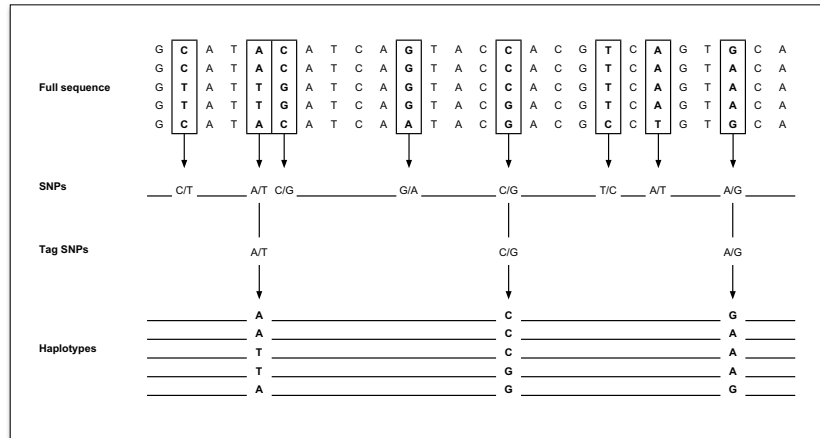 G C A T A C A T C A G T A C C A C G T C A G T G C A
G C A T A C A T C A G T A C C A C G T C A G T A C A
Full sequence G T A T T G A T C A G T A C C A C G T C A G T A C A
G T A T T G A T C A G T A C G A C G T C A G T A C A
G C A T A C A T C A A T A C G A C G C C T G T G C A
SNPs C/T A/T C/G G/A C/G T/C A/T A/G
Tag SNPs A/T C/G A/G
A C G
A C A
Haplotypes T C A
T G A
A G G